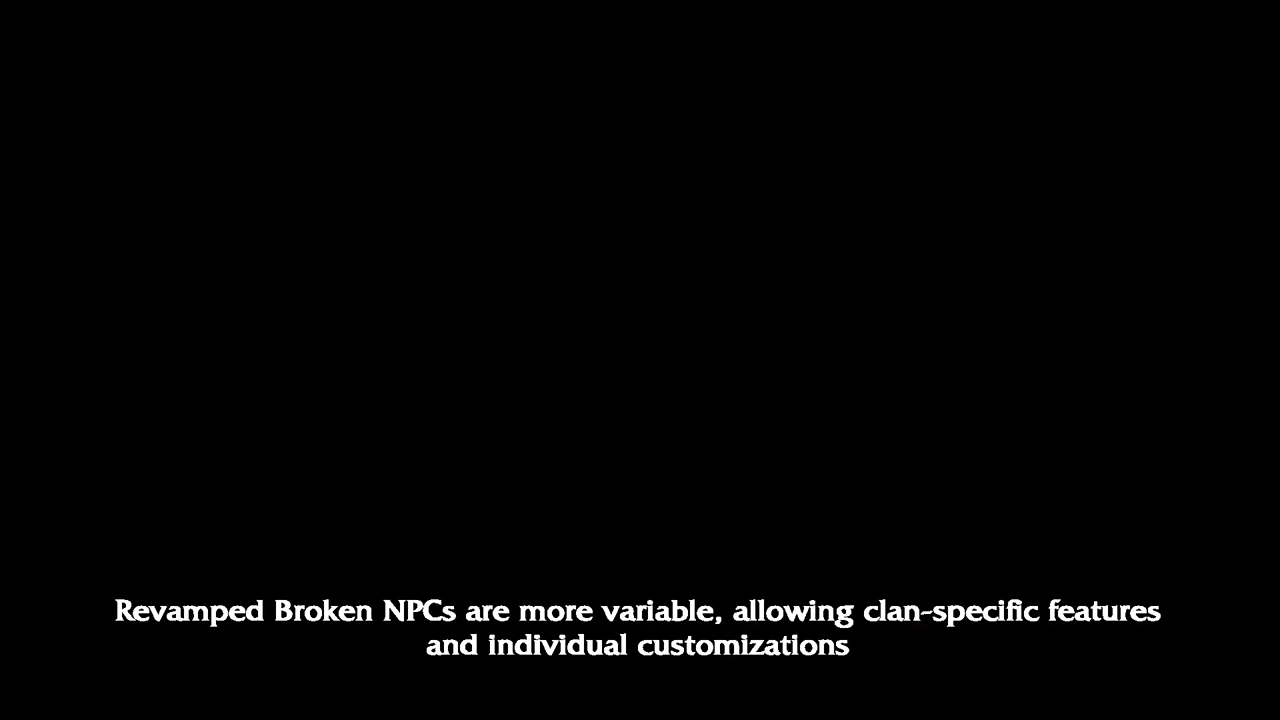 Revamped Broken NPCs are more variable, allowing clan-specific features
and individual customizations